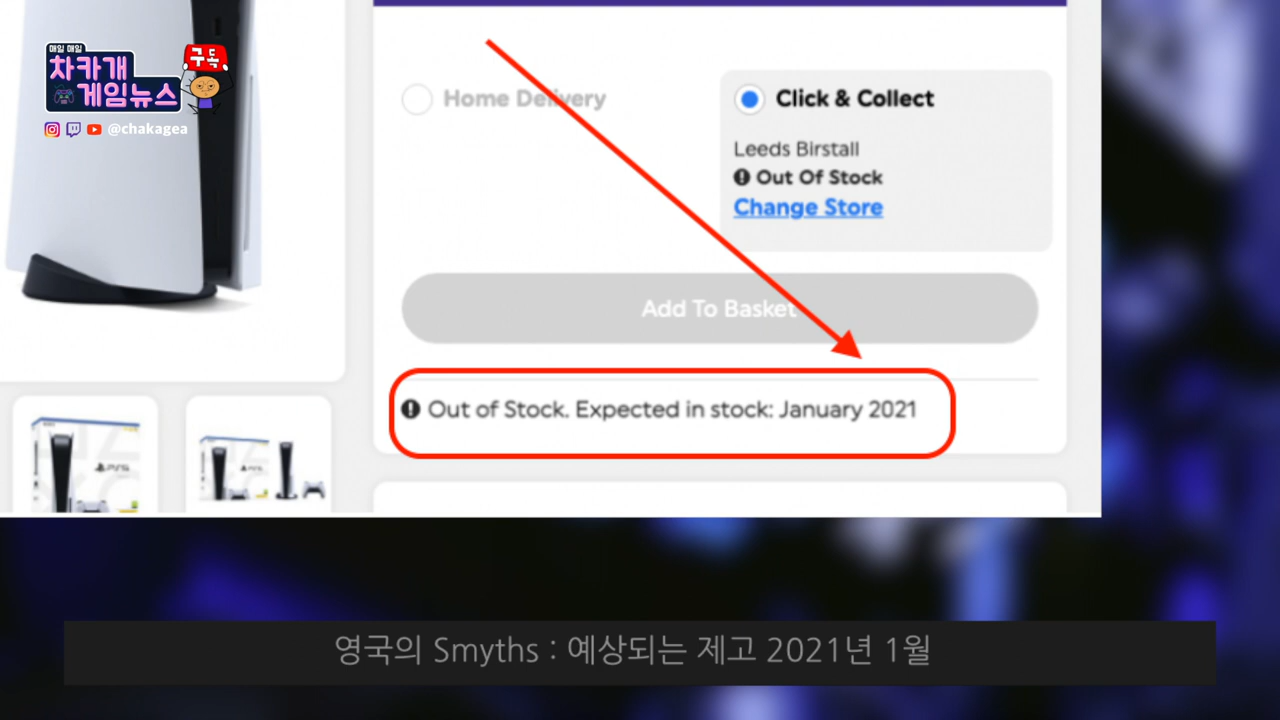 매일 매일
차카개
게임뉴스
구독
@chakagea
Home Delivery
Click & Collect
Leeds Birstall
Out Of Stock
Change Store
Add To Basket
Out of Stock. Expected in stock: January 2021
PS5
PS5
영국의 Smyths : 예상되는 제고 2021년 1월